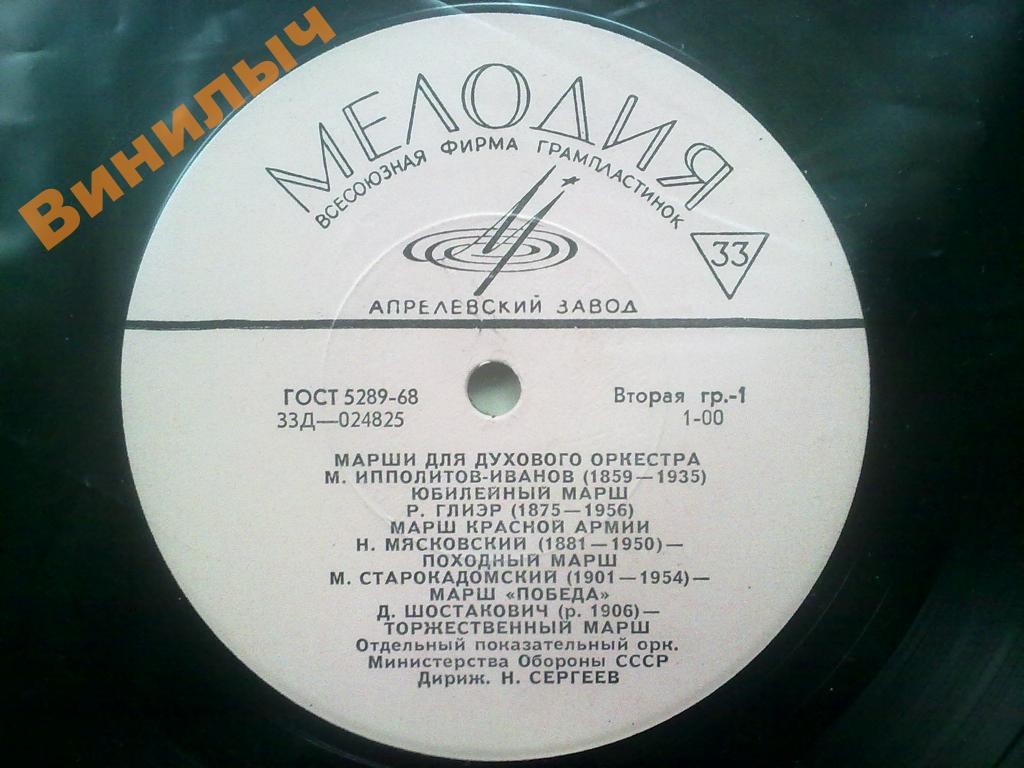 Винилыч
МЕЛОДИЯ
ВСЕСОЮЗНАЯ ФИРМА ГРАМПЛАСТИНОК
33
АПРЕЛЕВСКИЙ ЗАВОД
ГОСТ 5289-68 Вторая гр.-1
33Д—024825 1-00
МАРШИ ДЛЯ ДУХОВОГО ОРКЕСТРА
М. ИППОЛИТОВ-ИВАНОВ (1859—1935)
ЮБИЛЕЙНЫЙ МАРШ
Р. ГЛИЭР (1875—1956)
МАРШ КРАСНОЙ АРМИИ
Н. МЯСКОВСКИЙ (1881—1950)—
ПОХОДНЫЙ МАРШ
М. СТАРОКАДОМСКИЙ (1901—1954)—
МАРШ «ПОБЕДА»
Д. ШОСТАКОВИЧ (р. 1906)—
ТОРЖЕСТВЕННЫЙ МАРШ
Отдельный показательный орк.
Министерства Обороны СССР
Дириж. Н. СЕРГЕЕВ